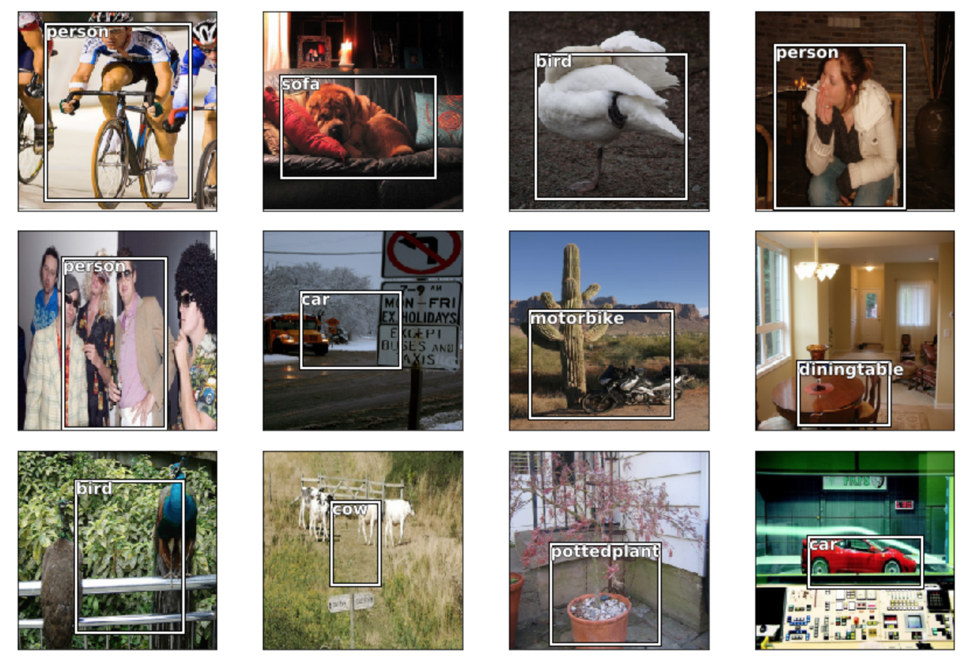 person
sofa
bird
person
person
car
7-9 AM
MON-FRI
EX HOLIDAYS
EXCEPT
BUSES AND
TAXIS
motorbike
diningtable
bird
cow
pottedplant
car